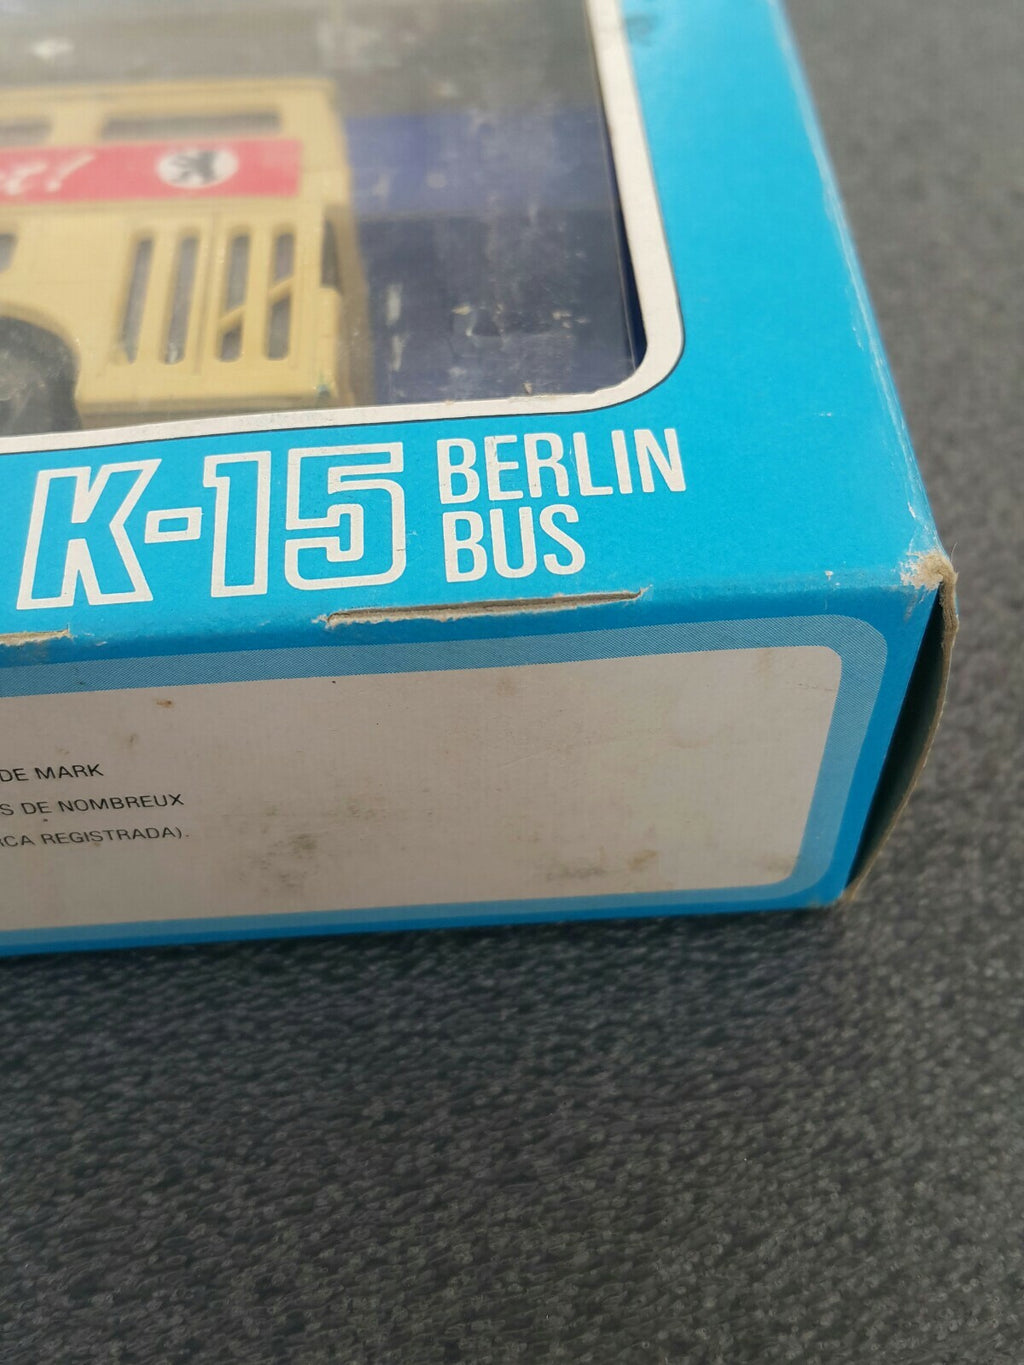 K-15 BERLIN
BUS
DE MARK
S DE NOMBREUX
RCA REGISTRADA).